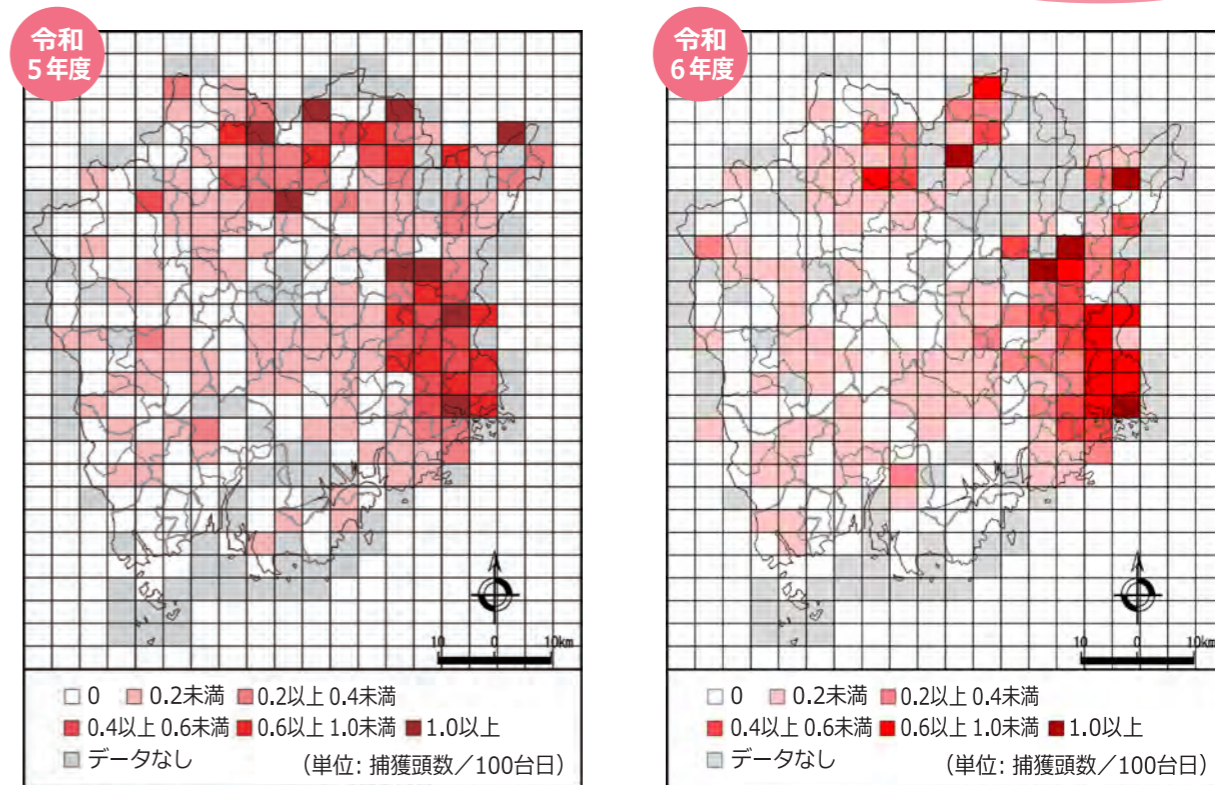 令和
5年度
10 0 10km
0 0.2未満 0.2以上 0.4未満
0.4以上 0.6未満 0.6以上 1.0未満 1.0以上
データなし (単位: 捕獲頭数/100台日)
令和
6年度
10 0 10km
0 0.2未満 0.2以上 0.4未満
0.4以上 0.6未満 0.6以上 1.0未満 1.0以上
データなし (単位: 捕獲頭数/100台日)